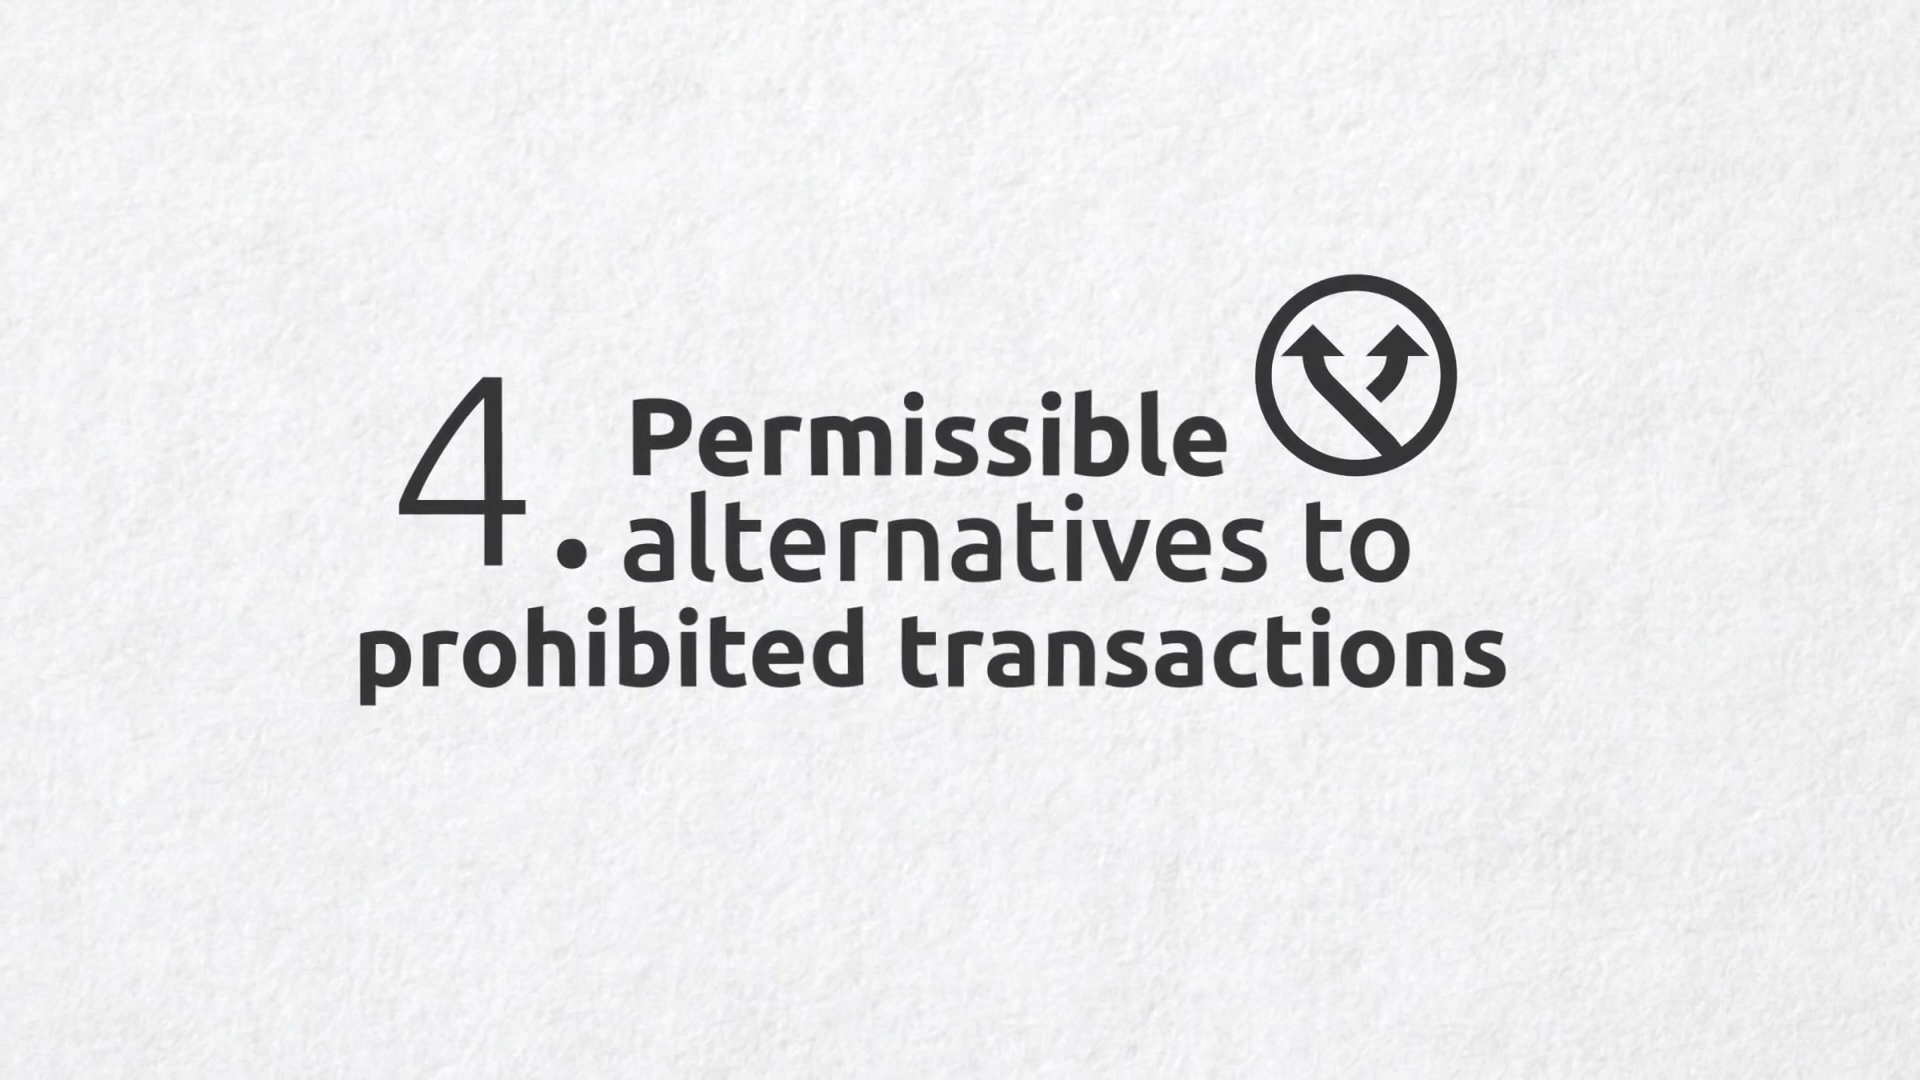 4. Permissible
alternatives to
prohibited transactions